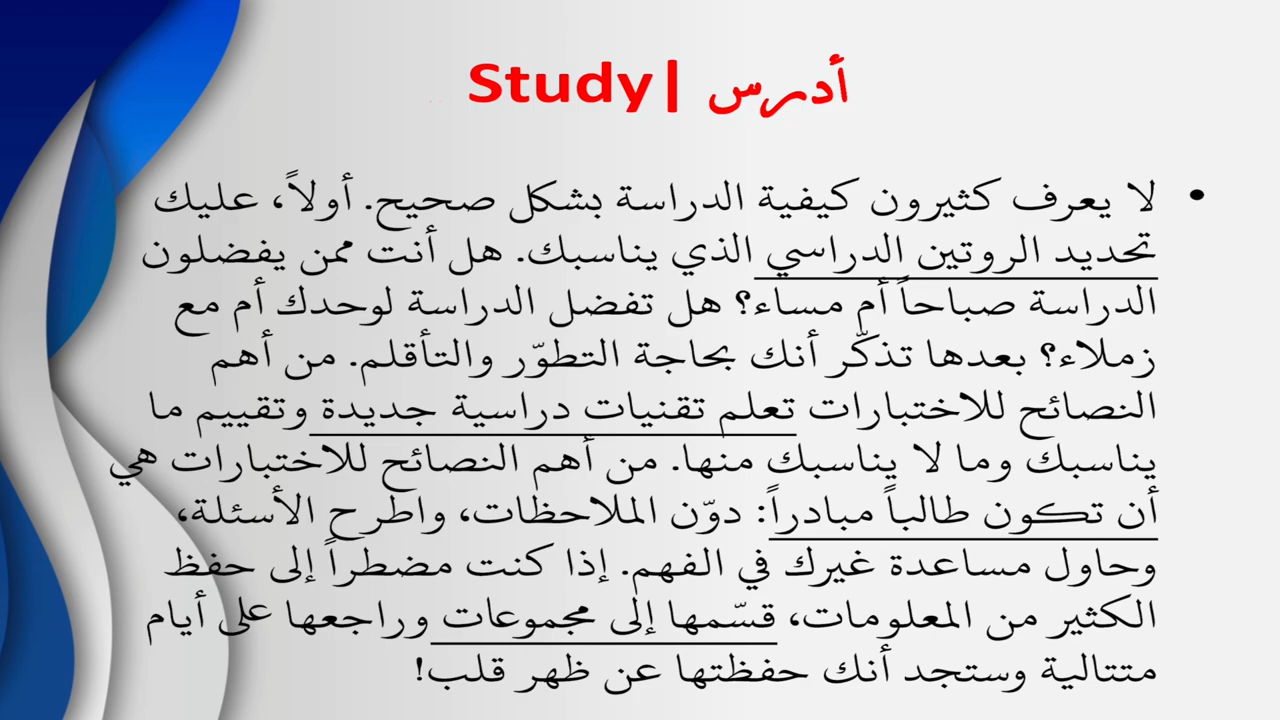 أدرس | Study
• لا يعرف كثيرون كيفية الدراسة بشكل صحيح. أولاً، عليك
تحديد الروتين الدراسي الذي يناسبك. هل أنت ممن يفضلون
الدراسة صباحاً أم مساء؟ هل تفضل الدراسة لوحدك أم مع
زملاء؟ بعدها تذكّر أنك بحاجة التطوّر والتأقلم. من أهم
النصائح للاختبارات تعلم تقنيات دراسية جديدة وتقييم ما
يناسبك وما لا يناسبك منها. من أهم النصائح للاختبارات هي
أن تكون طالباً مبادراً: دوّن الملاحظات، واطرح الأسئلة،
وحاول مساعدة غيرك في الفهم. إذا كنت مضطراً إلى حفظ
الكثير من المعلومات، قسّمها إلى مجموعات وراجعها على أيام
متتالية وستجد أنك حفظتها عن ظهر قلب!